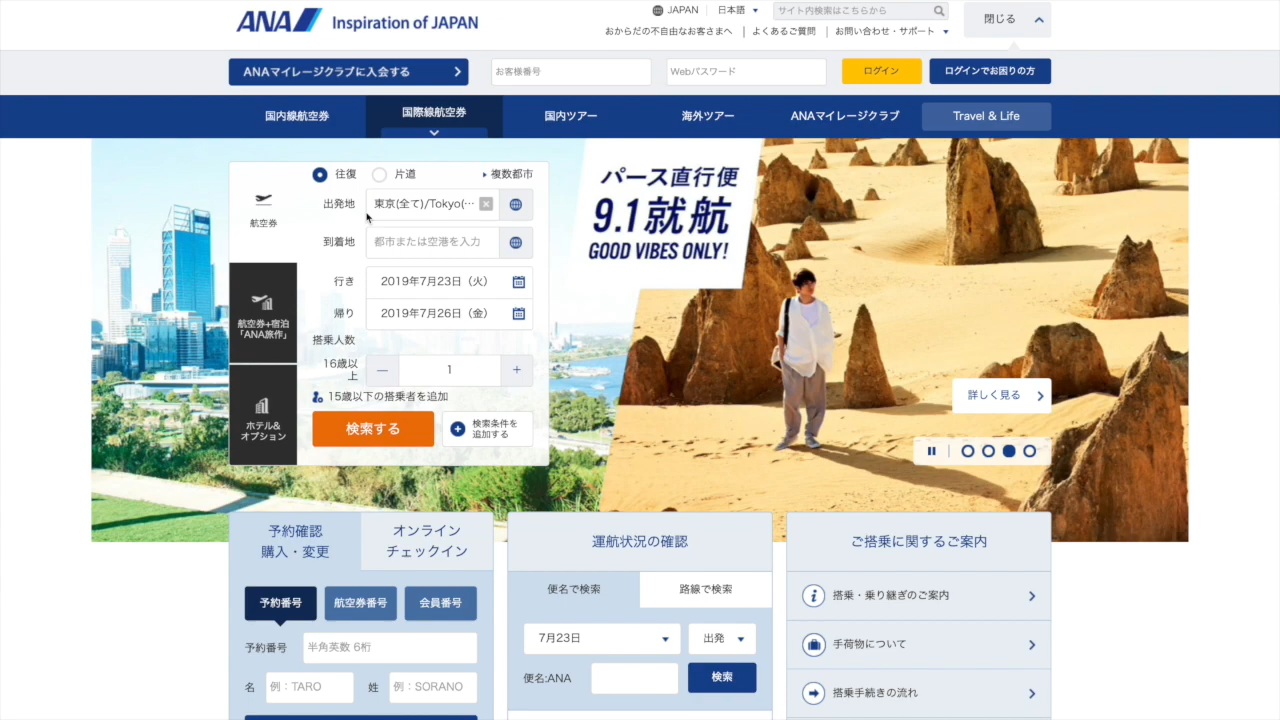 ANA Inspiration of JAPAN
JAPAN
日本語
サイト内検索はこちらから
閉じる
おからだの不自由なお客さまへ
よくあるご質問
お問い合わせ・サポート
ANAマイレージクラブに入会する
お客様番号
Webパスワード
ログイン
ログインでお困りの方
国内線航空券
国際線航空券
国内ツアー
海外ツアー
ANAマイレージクラブ
Travel & Life
航空券
航空券+宿泊
「ANA旅作」
ホテル&
オプション
往復
片道
複数都市
出発地
東京(全て)/Tokyo(…
到着地
都市または空港を入力
行き
2019年7月23日（火）
帰り
2019年7月26日（金）
搭乗人数
16歳以
上
1
15歳以下の搭乗者を追加
検索する
検索条件を
追加する
パース直行便
9.1就航
GOOD VIBES ONLY!
詳しく見る
予約確認
購入・変更
オンライン
チェックイン
予約番号
航空券番号
会員番号
予約番号
半角英数 6桁
名
例：TARO
姓
例：SORANO
運航状況の確認
便名で検索
路線で検索
7月23日
出発
便名:ANA
検索
ご搭乗に関するご案内
搭乗・乗り継ぎのご案内
手荷物について
搭乗手続きの流れ